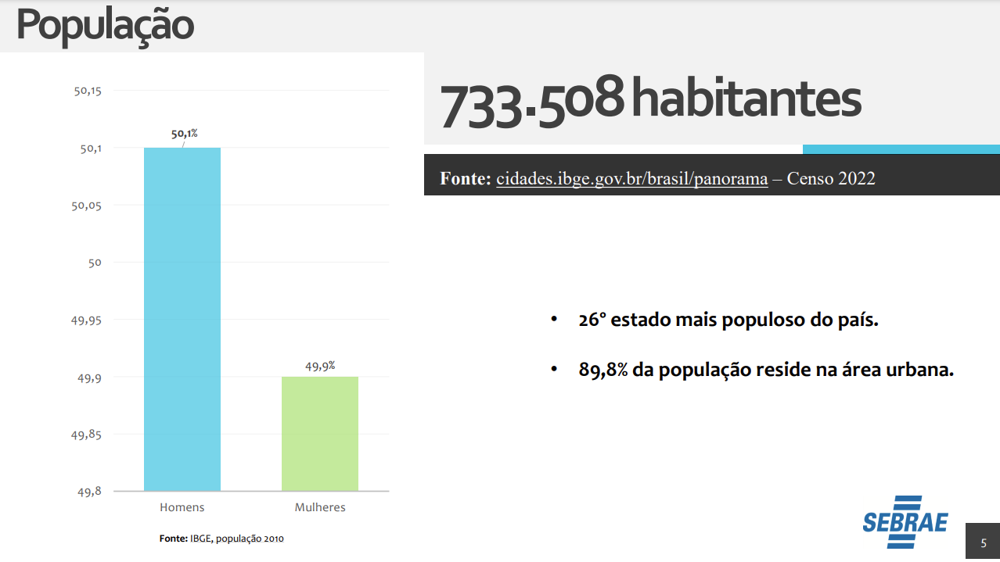 População
733.508 habitantes
Fonte: cidades.ibge.gov.br/brasil/panorama – Censo 2022
50,15
50,1
50,05
50
49,95
49,9
49,85
49,8
50,1%
49,9%
Homens
Mulheres
Fonte: IBGE, população 2010
• 26° estado mais populoso do país.
• 89,8% da população reside na área urbana.
SEBRAE
5